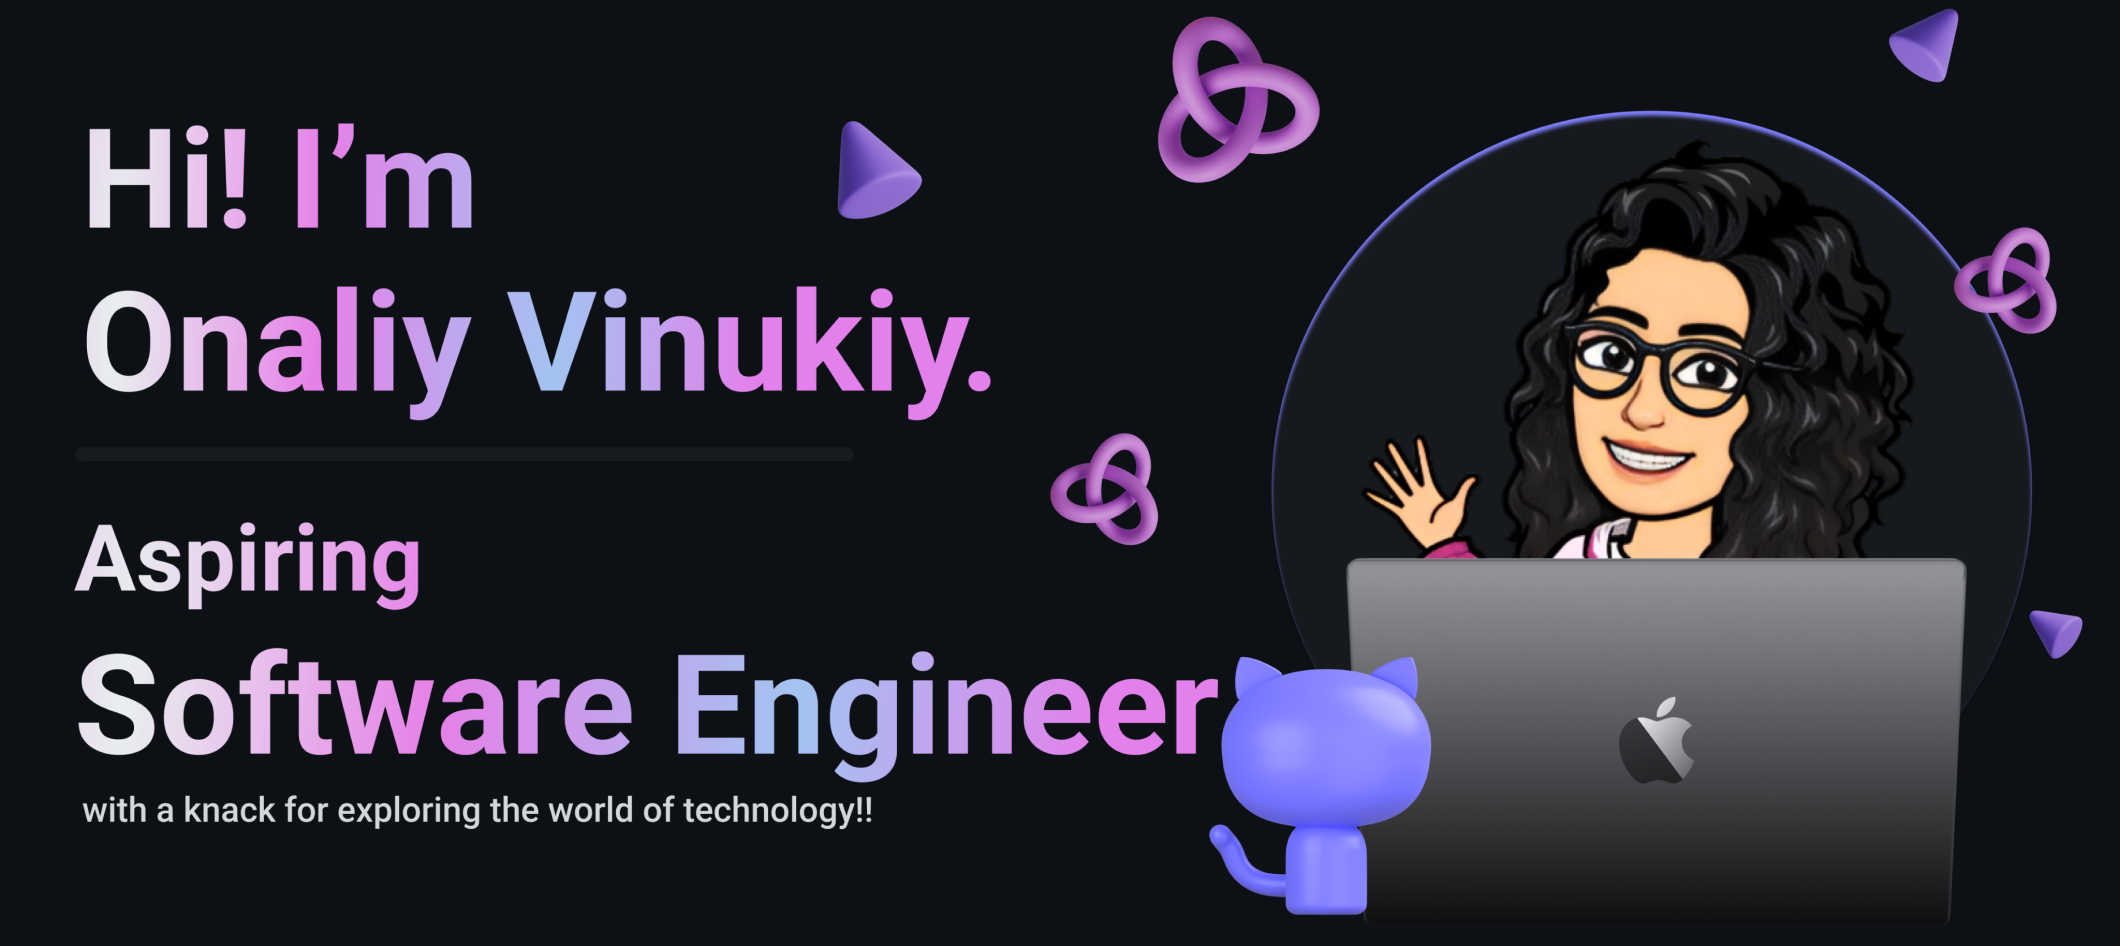 Hi! I’m
Onaliy Vinukiy.
Aspiring
Software Engineer
with a knack for exploring the world of technology!!